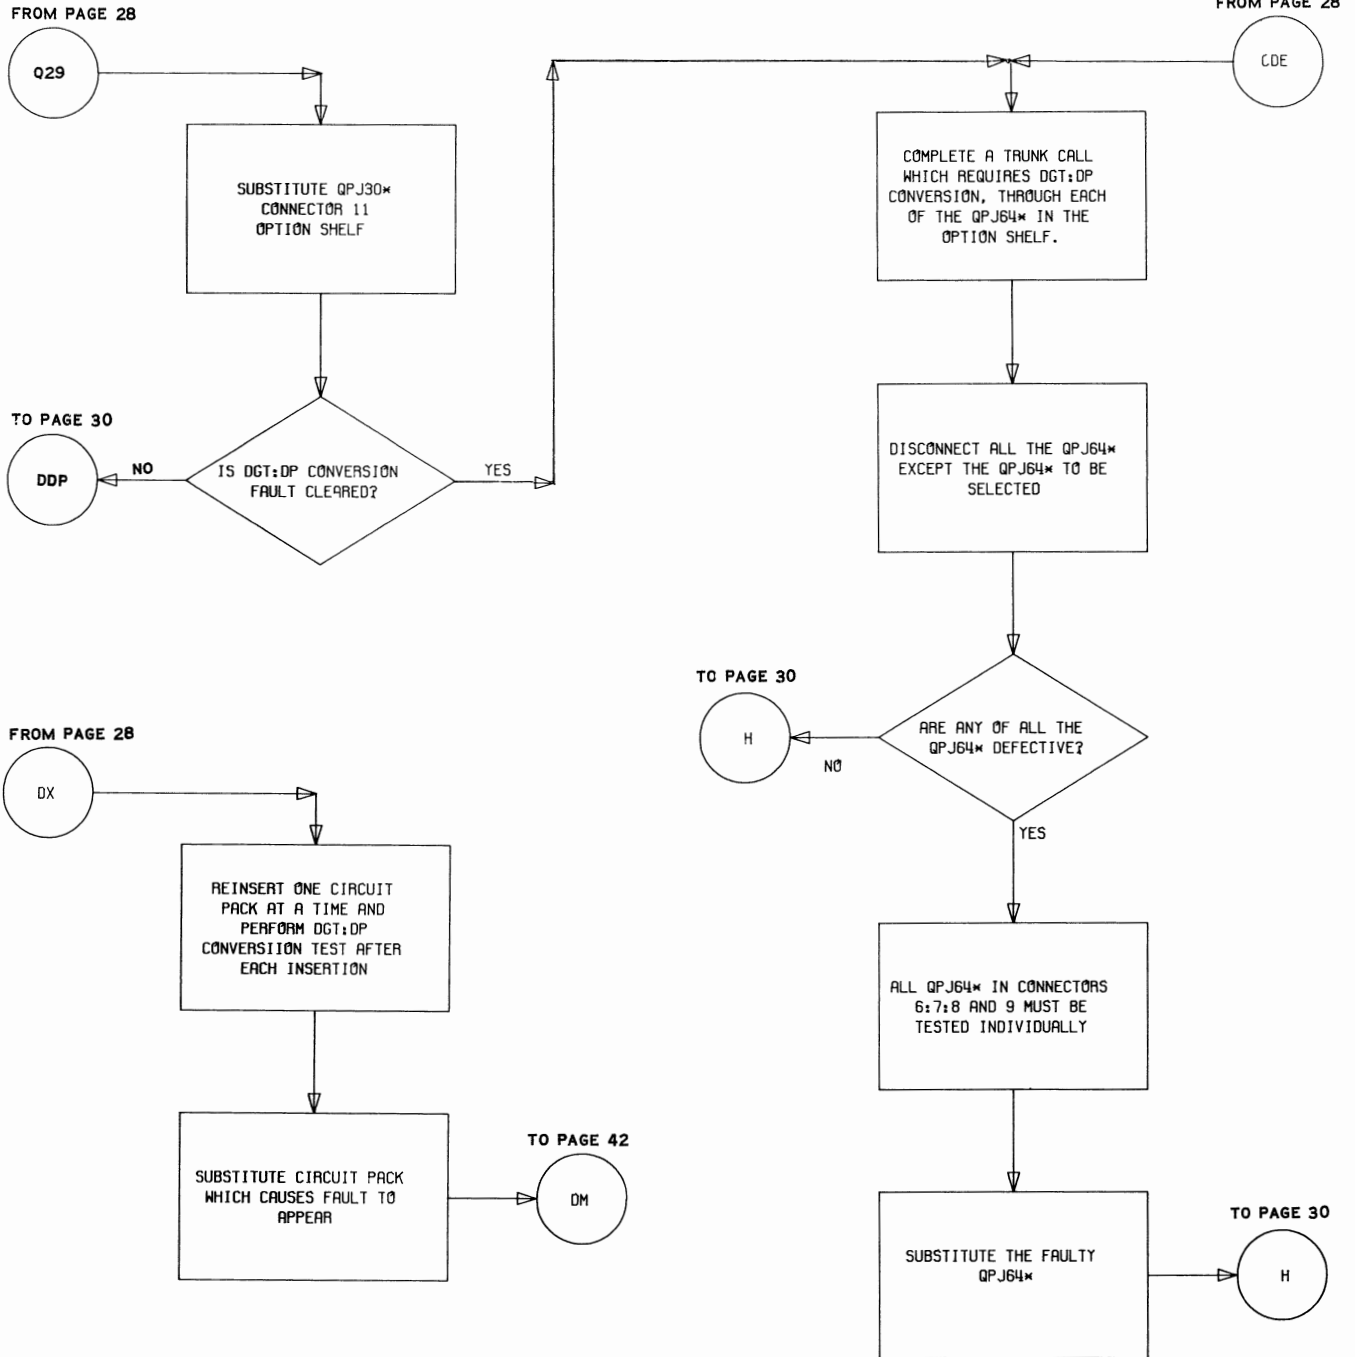 FROM PAGE 28
Q29
SUBSTITUTE QPJ30*
CONNECTOR 11
OPTION SHELF
TO PAGE 30
DDP
NO
IS DGT:DP CONVERSION
FAULT CLEARED?
YES
FROM PAGE 28
CDE
COMPLETE A TRUNK CALL
WHICH REQUIRES DGT:DP
CONVERSION, THROUGH EACH
OF THE QPJ64* IN THE
OPTION SHELF.
DISCONNECT ALL THE QPJ64*
EXCEPT THE QPJ64* TO BE
SELECTED
TO PAGE 30
H
NO
ARE ANY OF ALL THE
QPJ64* DEFECTIVE?
YES
ALL QPJ64* IN CONNECTORS
6:7:8 AND 9 MUST BE
TESTED INDIVIDUALLY
SUBSTITUTE THE FAULTY
QPJ64*
TO PAGE 30
H
FROM PAGE 28
DX
REINSERT ONE CIRCUIT
PACK AT A TIME AND
PERFORM DGT:DP
CONVERSIION TEST AFTER
EACH INSERTION
SUBSTITUTE CIRCUIT PACK
WHICH CAUSES FAULT TO
APPEAR
TO PAGE 42
DM